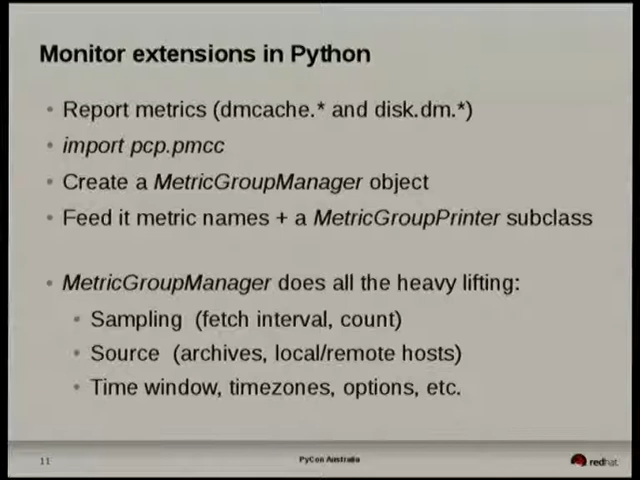 Monitor extensions in Python
• Report metrics (dmcache.* and disk.dm.*)
• import pcp.pmcc
• Create a MetricGroupManager object
• Feed it metric names + a MetricGroupPrinter subclass
• MetricGroupManager does all the heavy lifting:
• Sampling (fetch interval, count)
• Source (archives, local/remote hosts)
• Time window, timezones, options, etc.
11
PyCon Australia
redhat